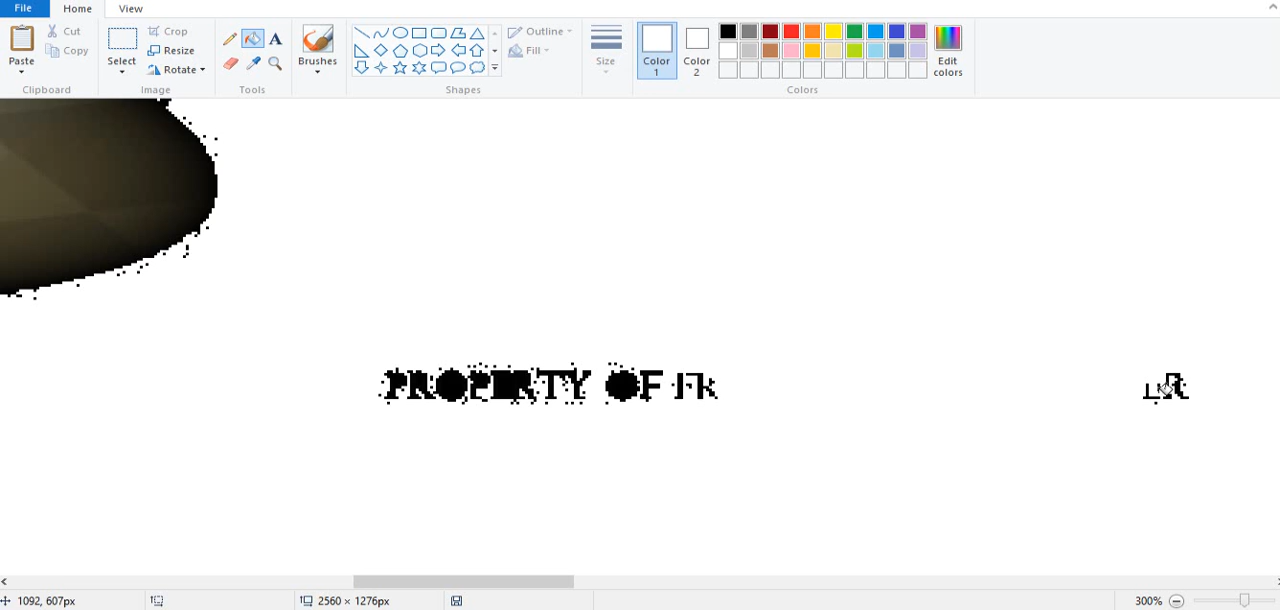 File Home View
Paste
Cut
Copy
Clipboard
Select
Crop
Resize
Rotate
Image
Tools
Brushes
Shapes
Outline
Fill
Size
Color 1
Color 2
Edit colors
Colors
PROPERTY OF FR
1092, 607px 2560 × 1276px 300%